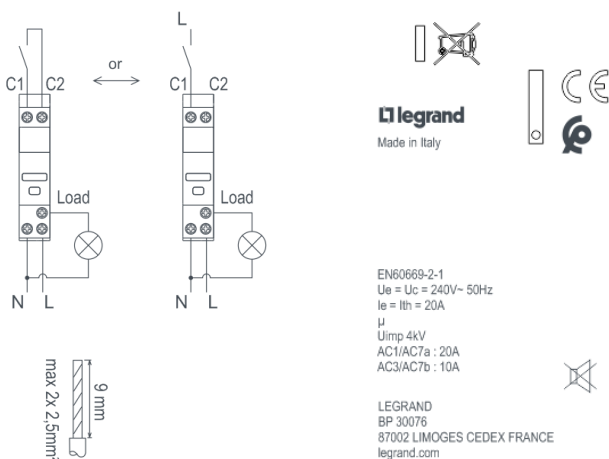 L
or
C1 C2
C1 C2
Load
Load
N L
N L
9 mm
max 2x 2,5mm²
legrand
Made in Italy
CE
EN60669-2-1
Ue = Uc = 240V~ 50Hz
Ie = Ith = 20A
μ
Uimp 4kV
AC1/AC7a : 20A
AC3/AC7b : 10A
LEGRAND
BP 30076
87002 LIMOGES CEDEX FRANCE
legrand.com